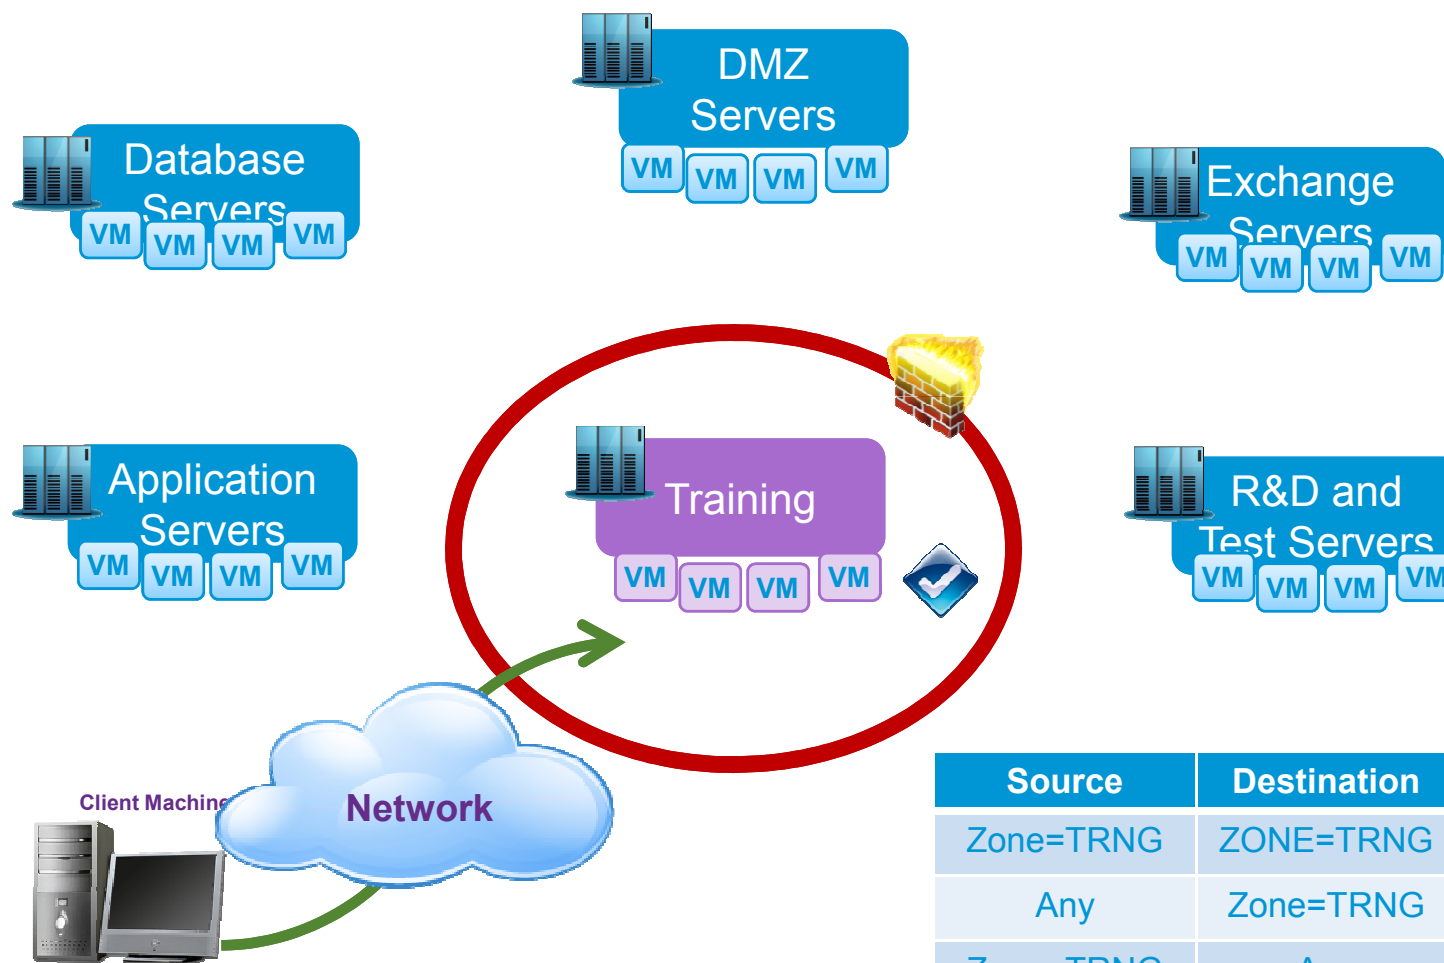 DMZ
Servers
VM VM VM VM
Database
Servers
VM VM VM VM
Exchange
Servers
VM VM VM VM
Application
Servers
VM VM VM VM
Training
VM VM VM VM
R&D and
Test Servers
VM VM VM VM
Client Machine
Network
Source Destination
Zone=TRNG ZONE=TRNG
Any Zone=TRNG